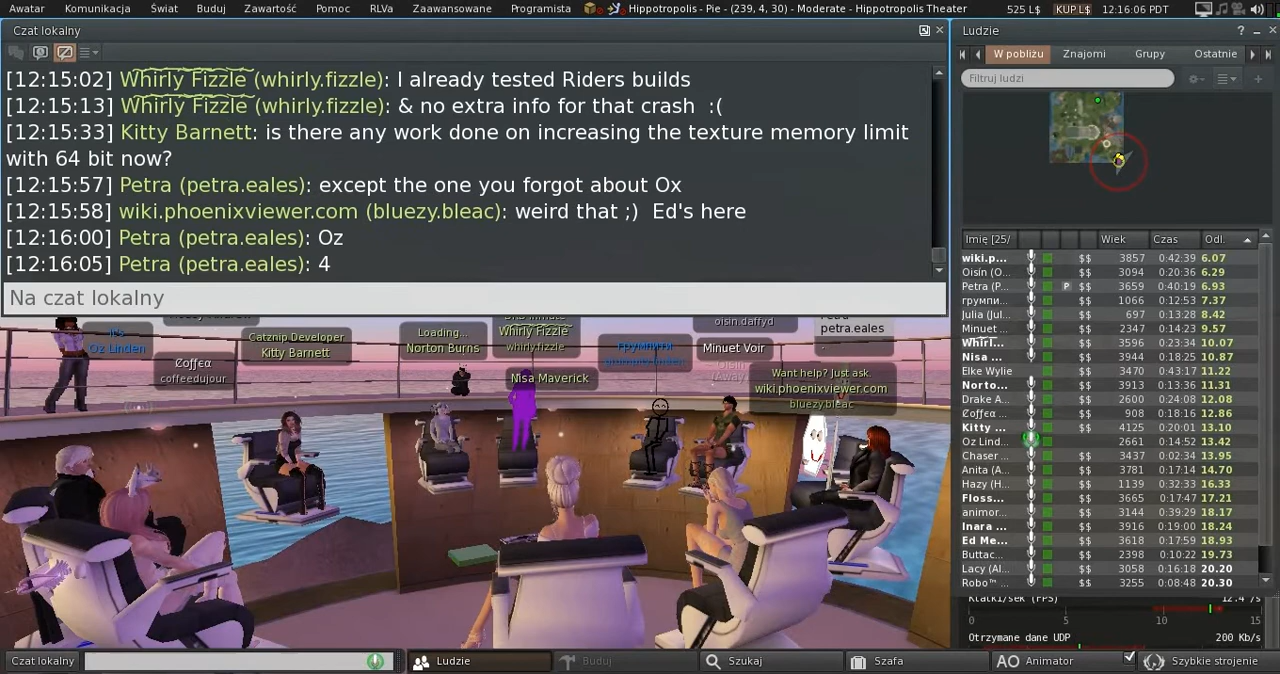 Awatar Komunikacja Świat Buduj Zawartość Pomoc RLVa Zaawansowane Programista Hippotropolis - Pie - (239, 4, 30) - Moderate - Hippotropolis Theater 525 L$ KUP L$ 12:16:06 PDT
Czat lokalny
[12:15:02] Whirly Fizzle (whirly.fizzle): I already tested Riders builds
[12:15:13] Whirly Fizzle (whirly.fizzle): & no extra info for that crash :(
[12:15:33] Kitty Barnett: is there any work done on increasing the texture memory limit
with 64 bit now?
[12:15:57] Petra (petra.eales): except the one you forgot about Ox
[12:15:58] wiki.phoenixviewer.com (bluezy.bleac): weird that ;) Ed's here
[12:16:00] Petra (petra.eales): Oz
[12:16:05] Petra (petra.eales): 4
Na czat lokalny
Oz Linden
Coffεα
coffeedujour
Catznip Developer
Kitty Barnett
Loading...
Norton Burns
Whirly Fizzle
whirly.fizzle
Nisa Maverick
oisin.daffyd
Minuet Voir
Petra
petra.eales
Want help? Just ask.
wiki.phoenixviewer.com
bluezy.bleac
Ludzie
W pobliżu Znajomi Grupy Ostatnie
Filtruj ludzi
Imię [25/ Wiek Czas Odl.
wiki.p... $$ 3857 0:42:39 6.07
Oisín (O... $$ 3094 0:20:36 6.29
Petra (P... P $$ 3659 0:40:19 6.93
грумпи... $$ 1066 0:12:53 7.37
Julia (Jul... $$ 697 0:13:28 8.42
Minuet ... $$ 2347 0:14:23 9.57
Whirl... $$ 3596 0:23:34 10.07
Nisa ... $$ 3944 0:18:25 10.87
Elke Wylie $$ 3470 0:43:17 11.22
Norto... $$ 3913 0:13:36 11.31
Drake A... $$ 2600 0:24:08 12.08
Coffεα ... $$ 908 0:18:16 12.86
Kitty ... $$ 4125 0:20:01 13.10
Oz Lind... 2661 0:14:52 13.42
Chaser ... $$ 3437 0:02:34 13.95
Anita (A... $$ 3781 0:17:14 14.70
Hazy (H... $$ 1139 0:32:33 16.33
Floss... $$ 3665 0:17:47 17.21
animor... $$ 3144 0:39:29 18.17
Inara ... $$ 3916 0:19:00 18.24
Ed Me... $$ 3618 0:17:59 18.93
Buttac... $$ 2398 0:10:22 19.73
Lacy (Al... $$ 3058 0:16:18 20.20
Robo™ ... $$ 3255 0:08:48 20.30
Klatki/sek (FPS) 12.4 /s
0 5 10 15
Otrzymane dane UDP 200 Kb/s
Czat lokalny Ludzie Buduj Szukaj Szafa AO Animator Szybkie strojenie